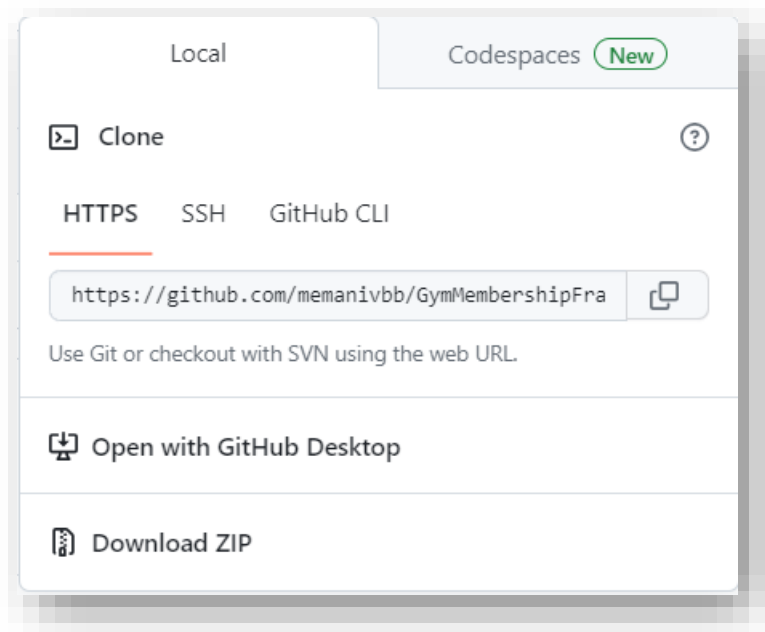 Local
Codespaces New
Clone
HTTPS SSH GitHub CLI
https://github.com/memanivbb/GymMembershipFra
Use Git or checkout with SVN using the web URL.
Open with GitHub Desktop
Download ZIP